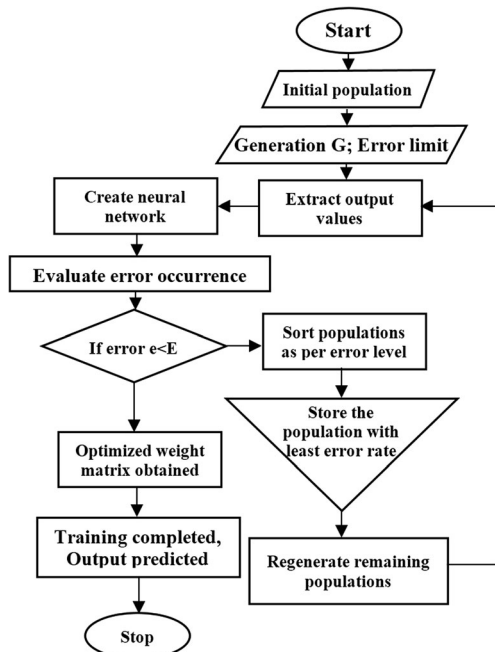 Start
Initial population
Generation G; Error limit
Extract output
values
Create neural
network
Evaluate error occurrence
If error e<E
Sort populations
as per error level
Store the
population with
least error rate
Optimized weight
matrix obtained
Regenerate remaining
populations
Training completed,
Output predicted
Stop